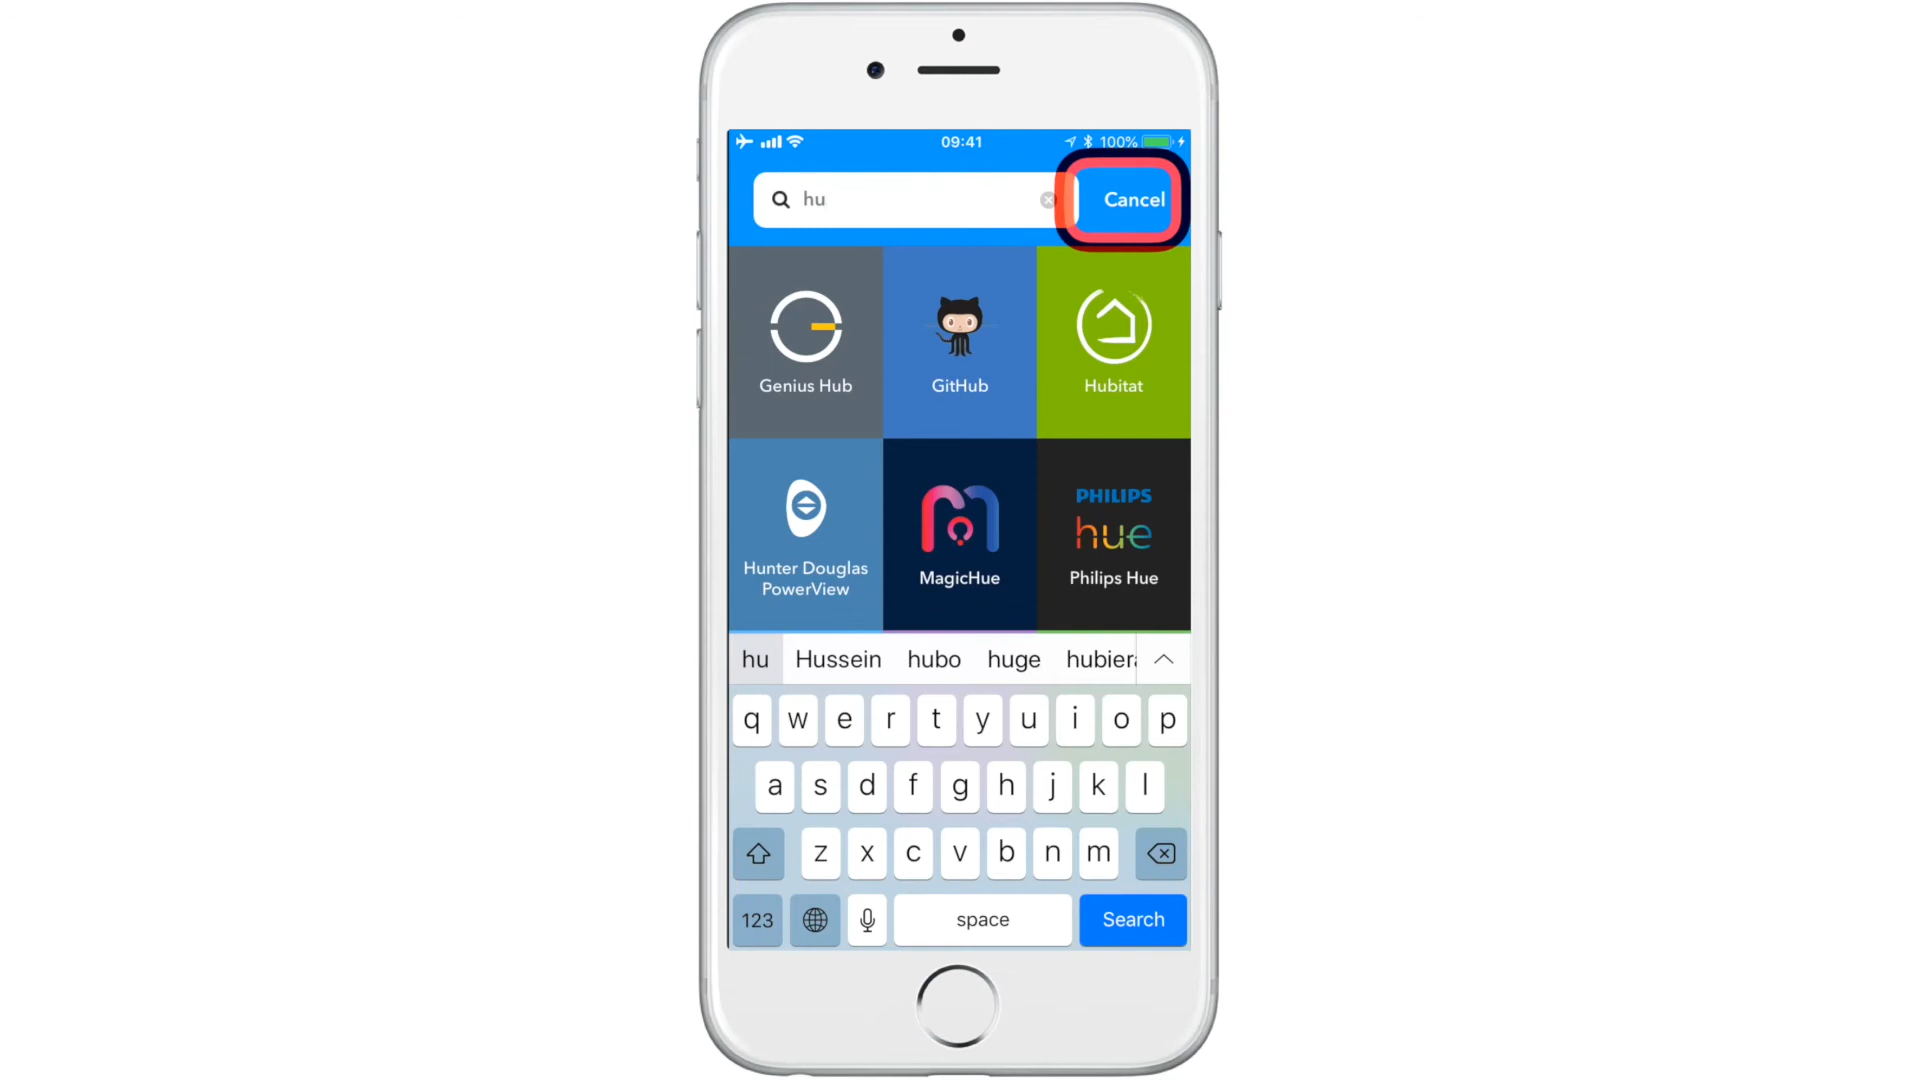 09:41
100%
hu
Cancel
Genius Hub
GitHub
Hubitat
PHILIPS
hue
Hunter Douglas
PowerView
MagicHue
Philips Hue
hu Hussein hubo huge hubiera
q w e r t y u i o p
a s d f g h j k l
z x c v b n m
123 space Search